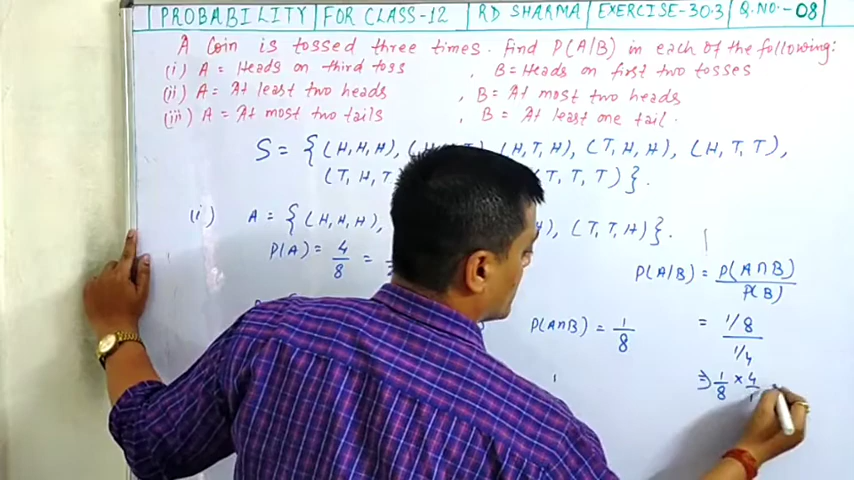 PROBABILITY | FOR CLASS-12 | RD SHARMA | EXERCISE-30.3 | Q.NO.-08
A Coin is tossed three times. Find P(A|B) in each of the following:
(i) A = Heads on third toss , B = Heads on first two tosses
(ii) A = At least two heads , B = At most two heads
(iii) A = At most two tails , B = At least one tail.
S = {(H,H,H), (H, T), (H,T,H), (T,H,H), (H,T,T),
(T,H,T T,T,T)}.
(i) A = {(H,H,H), H), (T,T,H)}.
P(A) = 4/8 =
P(A|B) = P(A∩B)/P(B)
P(A∩B) = 1/8 = 1/8 / 1/4
⇒ 1/8 × 4/1